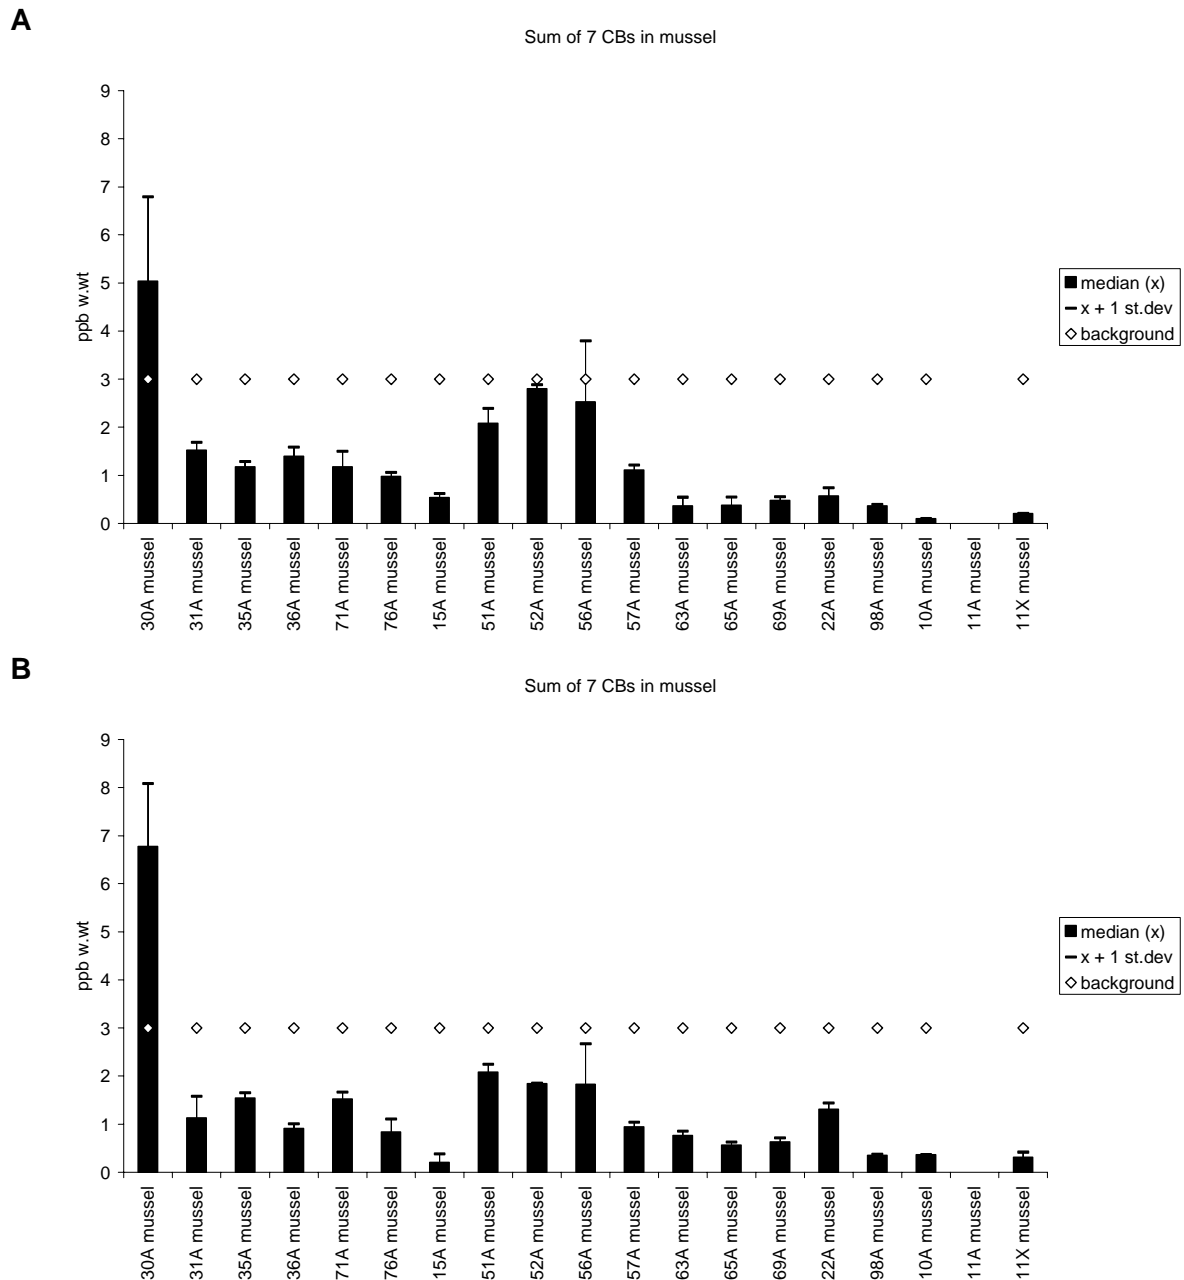 A
Sum of 7 CBs in mussel
9
8
7
6
5
4
3
2
1
0
ppb w.wt
30A mussel
31A mussel
35A mussel
36A mussel
71A mussel
76A mussel
15A mussel
51A mussel
52A mussel
56A mussel
57A mussel
63A mussel
65A mussel
69A mussel
22A mussel
98A mussel
10A mussel
11A mussel
11X mussel
median (x)
x + 1 st.dev
background
B
Sum of 7 CBs in mussel
9
8
7
6
5
4
3
2
1
0
ppb w.wt
30A mussel
31A mussel
35A mussel
36A mussel
71A mussel
76A mussel
15A mussel
51A mussel
52A mussel
56A mussel
57A mussel
63A mussel
65A mussel
69A mussel
22A mussel
98A mussel
10A mussel
11A mussel
11X mussel
median (x)
x + 1 st.dev
background